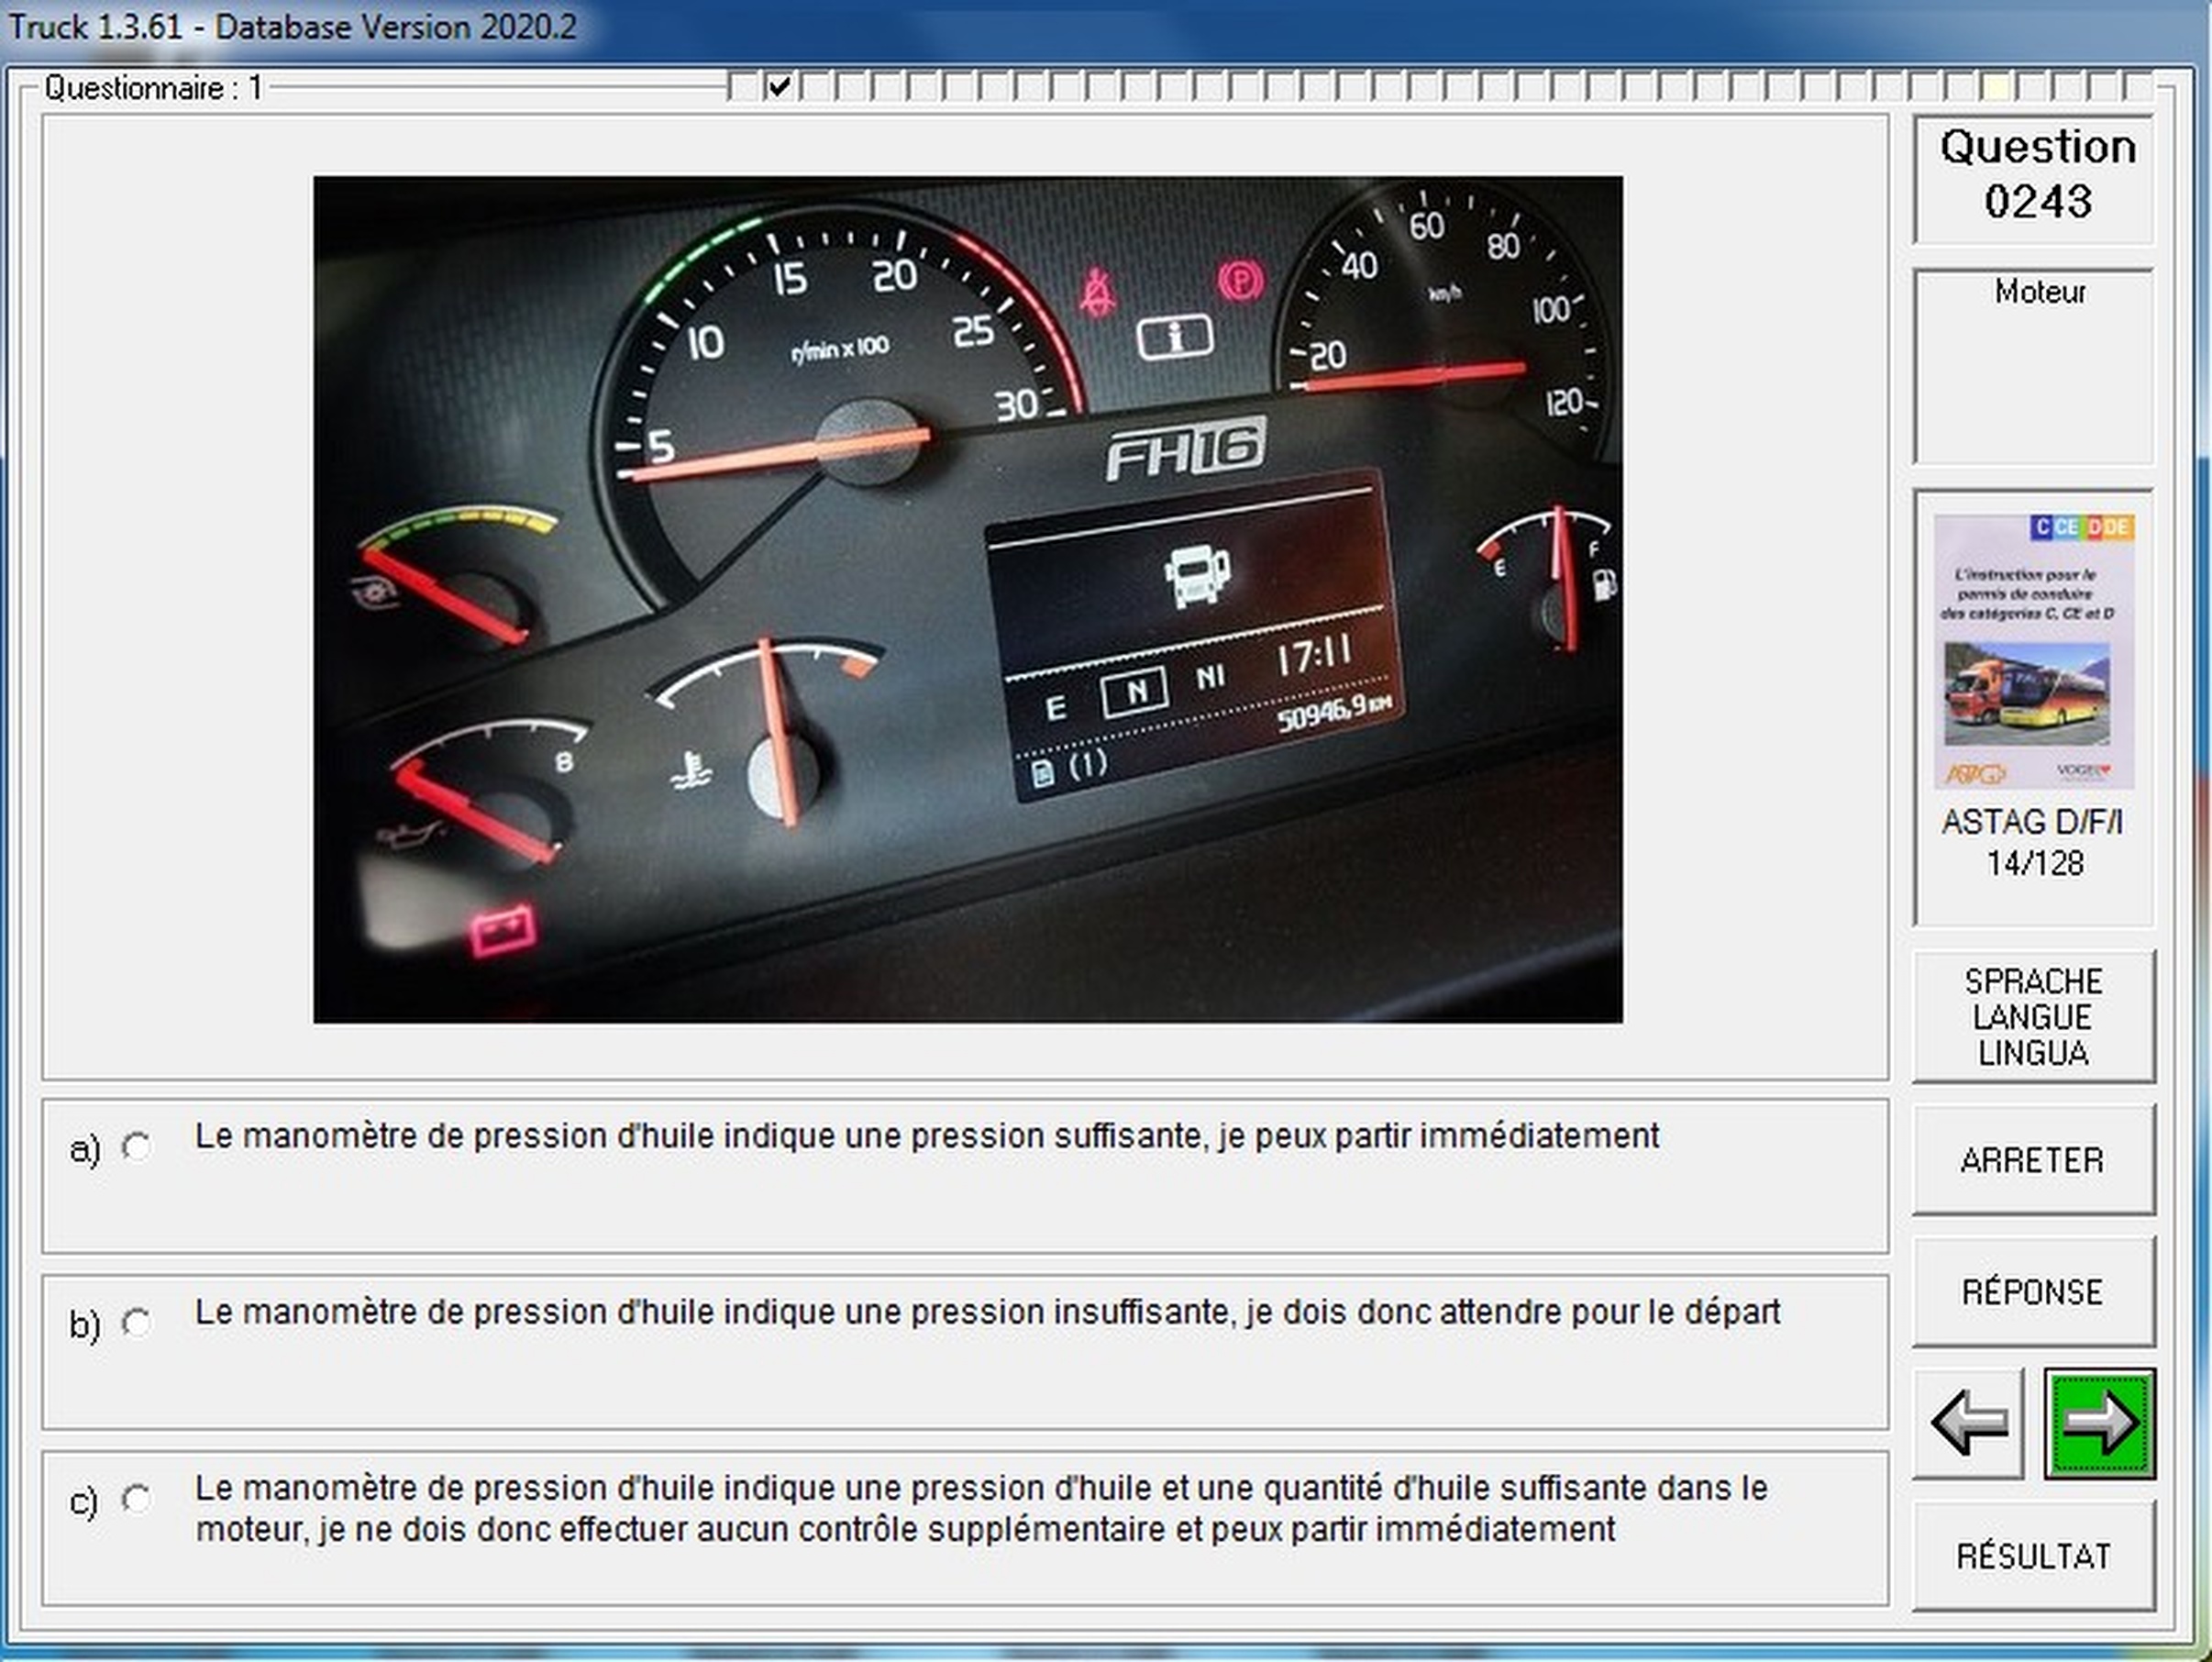 Truck 1.3.61 - Database Version 2020.2
Questionnaire : 1
Question
0243
Moteur
5
10
15
20
25
30
r/min x 100
20
40
60
80
100
120
km/h
FH16
E
N
NI
17:11
50946,9 KM
(1)
E
F
8
C CE D DE
L'instruction pour le
permis de conduire
des catégories C, CE et D
ASTAG
VOGEL
ASTAG D/F/I
14/128
SPRACHE
LANGUE
LINGUA
ARRETER
RÉPONSE
RÉSULTAT
a) Le manomètre de pression d'huile indique une pression suffisante, je peux partir immédiatement
b) Le manomètre de pression d'huile indique une pression insuffisante, je dois donc attendre pour le départ
c) Le manomètre de pression d'huile indique une pression d'huile et une quantité d'huile suffisante dans le
moteur, je ne dois donc effectuer aucun contrôle supplémentaire et peux partir immédiatement